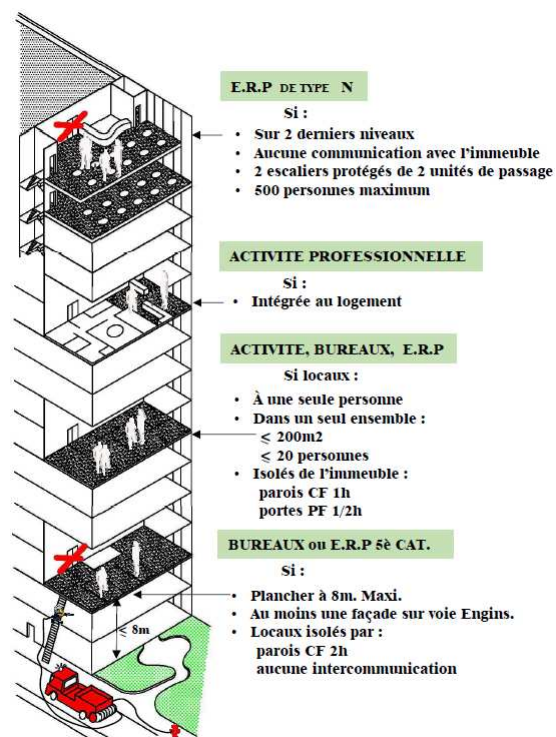 E.R.P DE TYPE N
Si :
• Sur 2 derniers niveaux
• Aucune communication avec l'immeuble
• 2 escaliers protégés de 2 unités de passage
• 500 personnes maximum
ACTIVITE PROFESSIONNELLE
Si :
• Intégrée au logement
ACTIVITE, BUREAUX, E.R.P
Si locaux :
• À une seule personne
• Dans un seul ensemble :
⩽ 200m2
⩽ 20 personnes
• Isolés de l'immeuble :
parois CF 1h
portes PF 1/2h
BUREAUX ou E.R.P 5è CAT.
Si :
• Plancher à 8m. Maxi.
• Au moins une façade sur voie Engins.
• Locaux isolés par :
parois CF 2h
aucune intercommunication
⩽ 8m